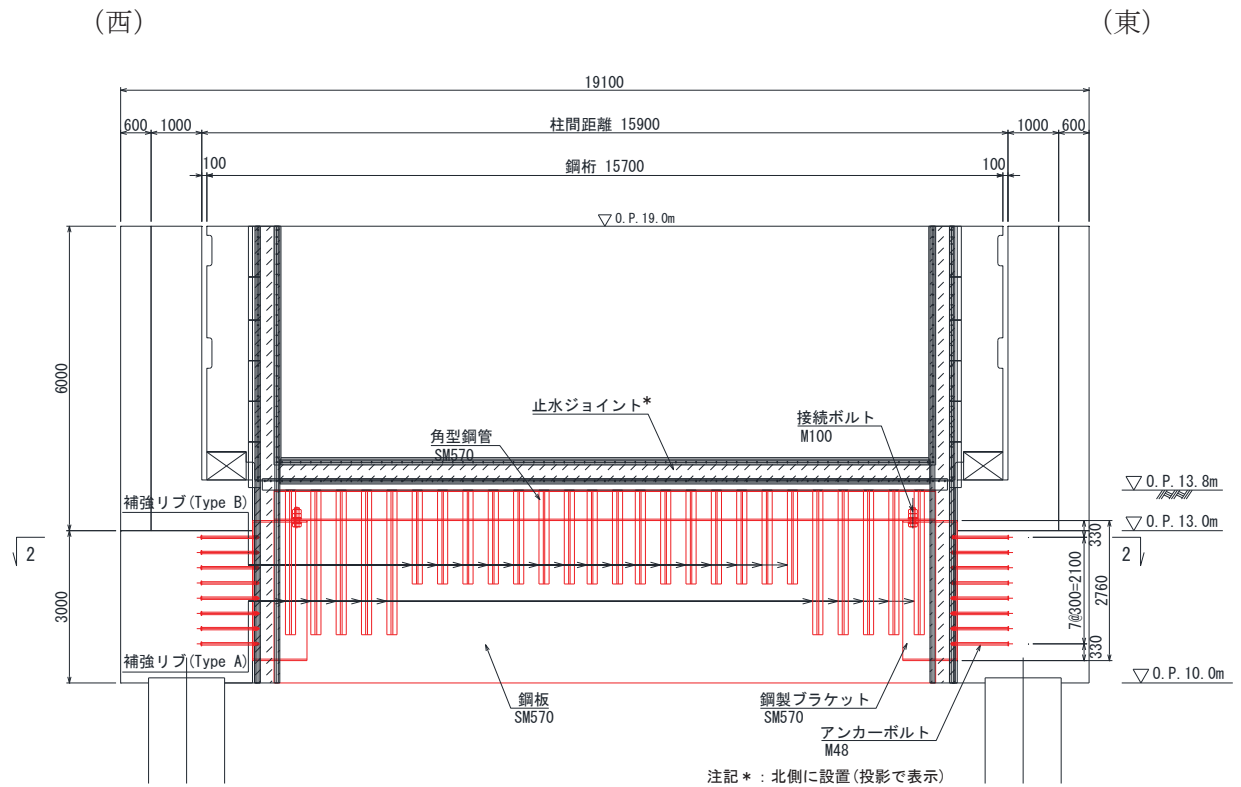 (西)
(東)
19100
600
1000
柱間距離 15900
1000
600
100
鋼桁 15700
100
▽O.P.19.0m
6000
止水ジョイント*
接続ボルト
M100
角型鋼管
SM570
▽O.P.13.8m
補強リブ(Type B)
▽O.P.13.0m
2
330
2
3000
7@300=2100
2760
補強リブ(Type A)
330
▽O.P.10.0m
鋼板
SM570
鋼製ブラケット
SM570
アンカーボルト
M48
注記*:北側に設置(投影で表示)